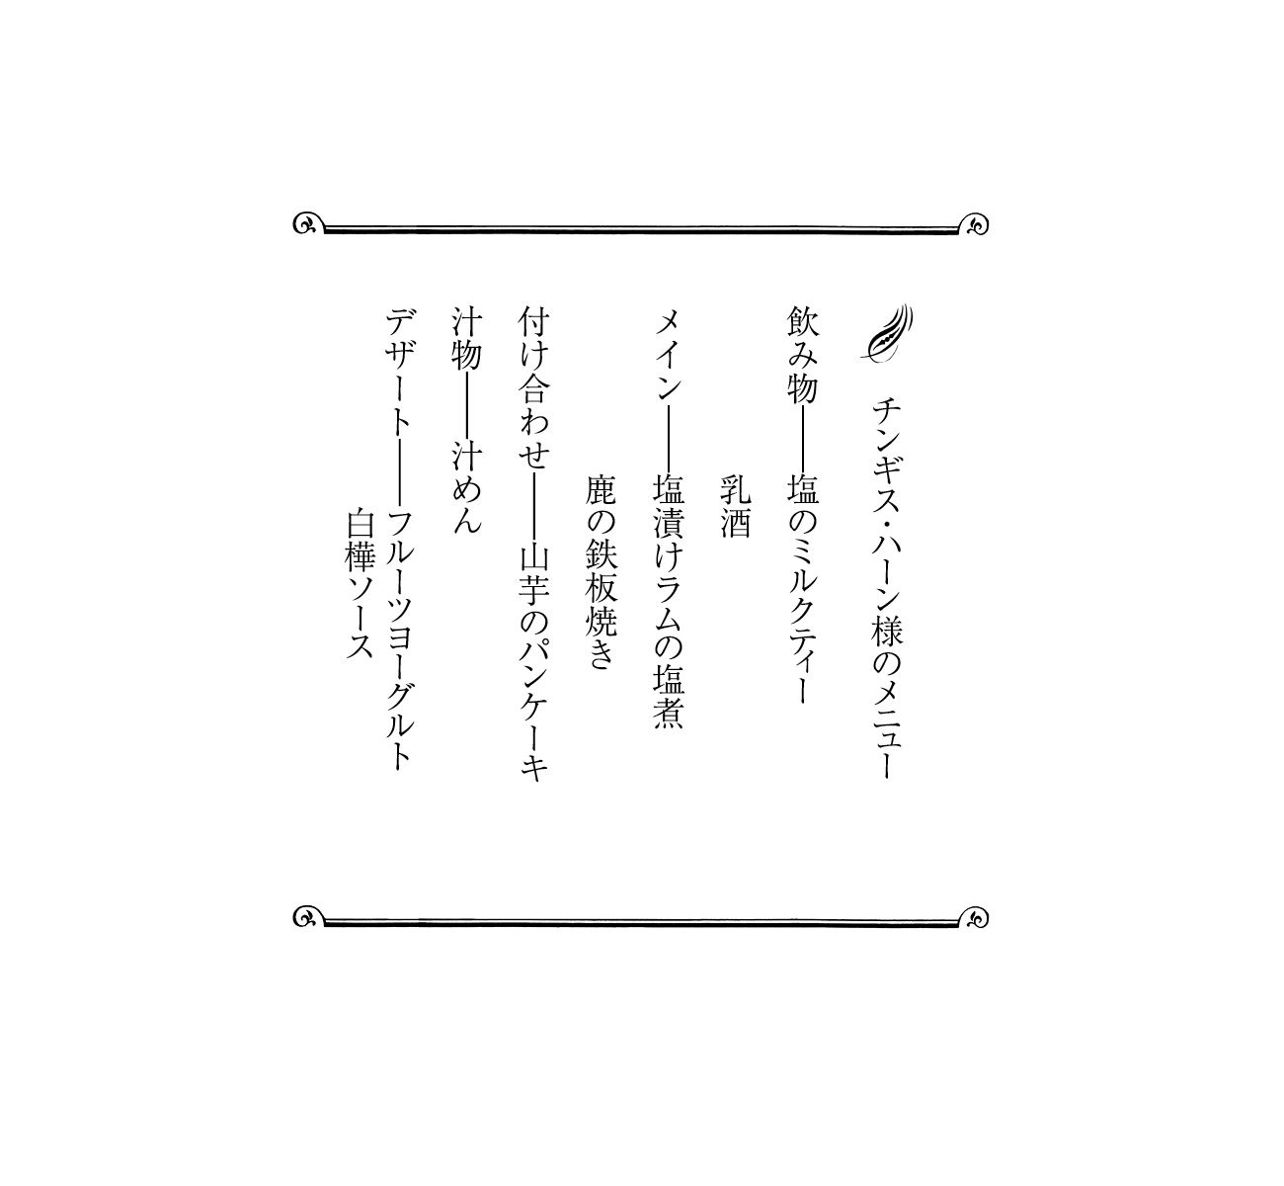 チンギス・ハーン様のメニュー
飲み物――塩のミルクティー
乳酒
メイン――塩漬けラムの塩煮
鹿の鉄板焼き
付け合わせ――山芋のパンケーキ
汁物――汁めん
デザート――フルーツヨーグルト
白樺ソース